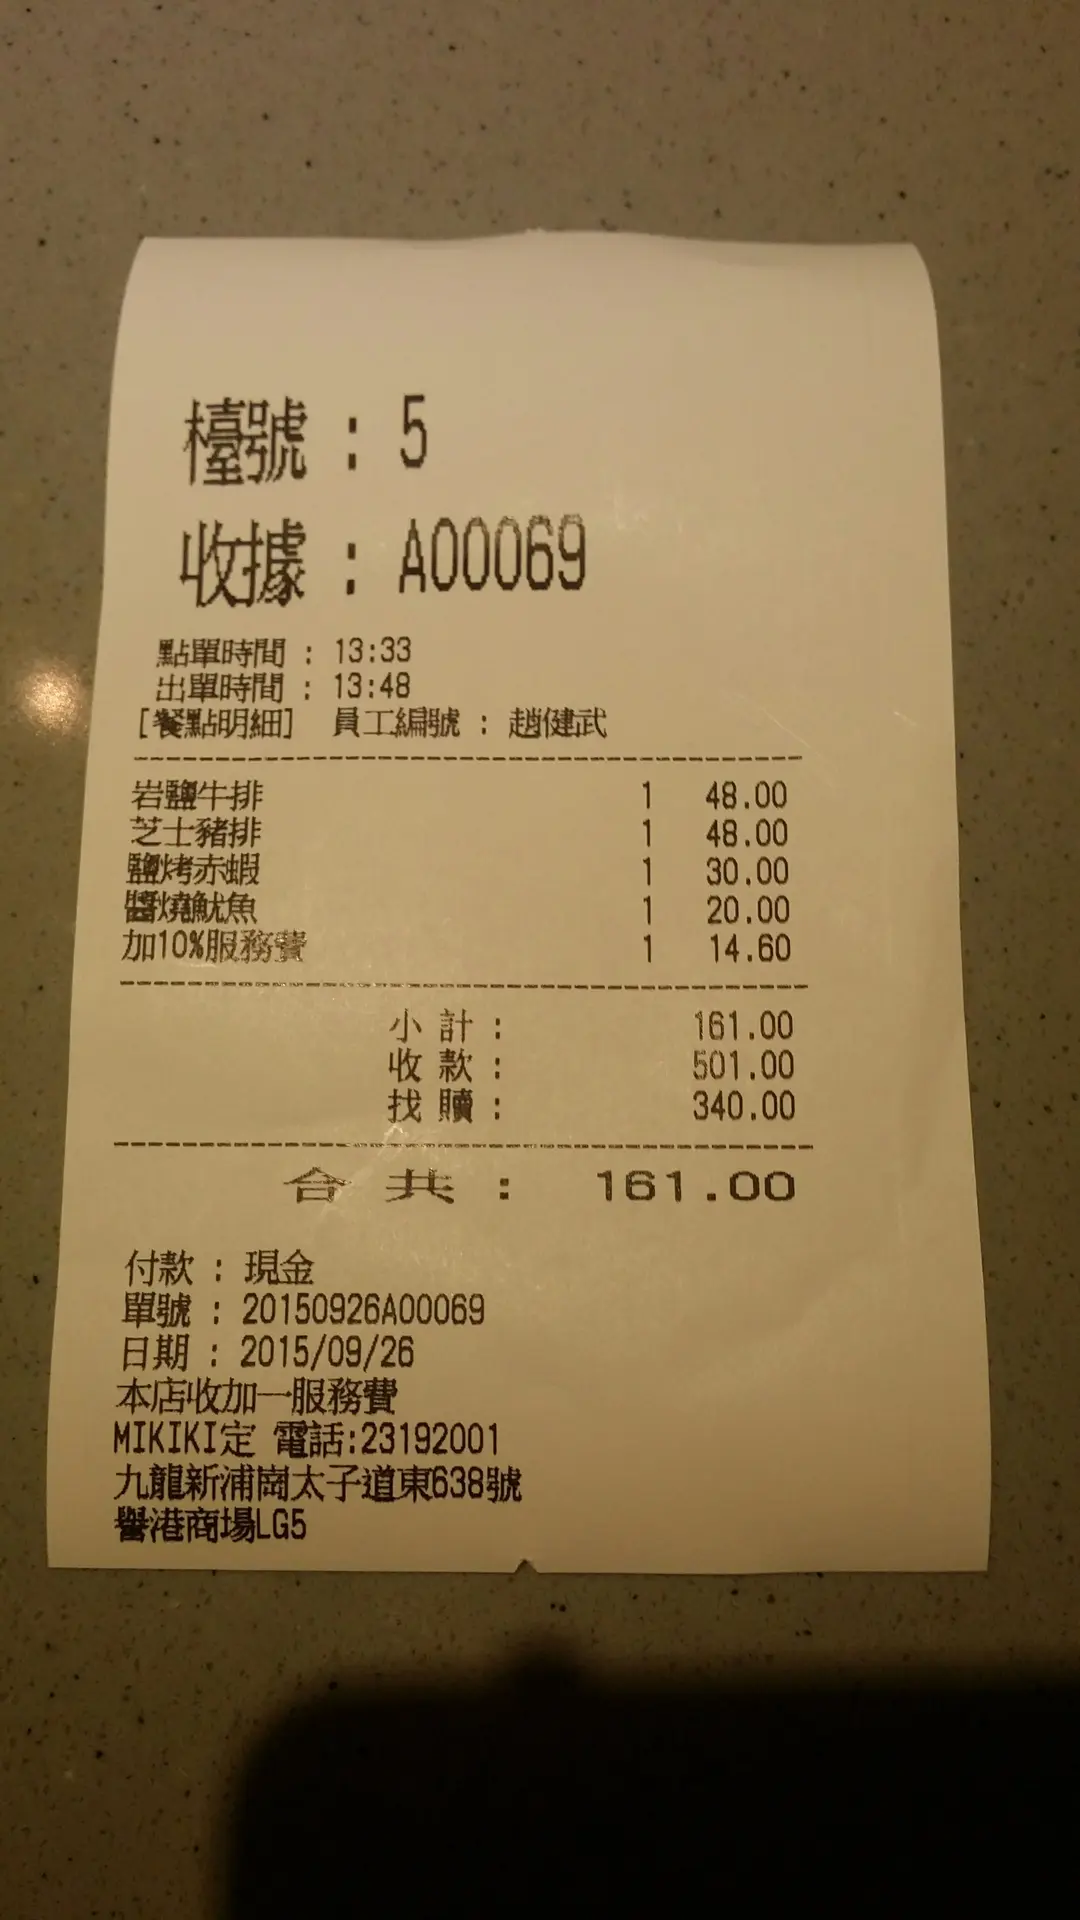 檯號 : 5
收據 : A00069
點單時間 : 13:33
出單時間 : 13:48
[餐點明細] 員工編號 : 趙健武
岩鹽牛排 1 48.00
芝士豬排 1 48.00
鹽烤赤蝦 1 30.00
醬燒魷魚 1 20.00
加10%服務費 1 14.60
小 計 : 161.00
收 款 : 501.00
找 贖 : 340.00
合 共 : 161.00
付款 : 現金
單號 : 20150926A00069
日期 : 2015/09/26
本店收加一服務費
MIKIKI定 電話:23192001
九龍新浦崗太子道東638號
譽港商場LG5